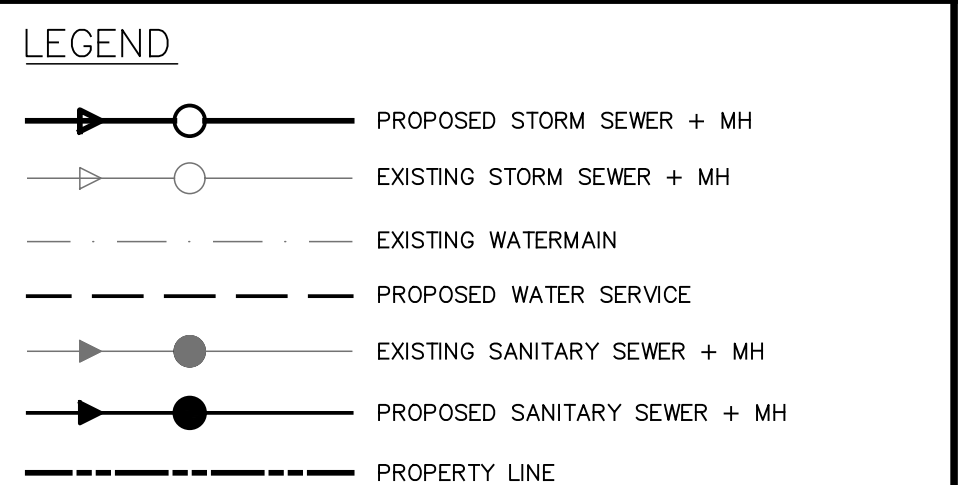 LEGEND
PROPOSED STORM SEWER + MH
EXISTING STORM SEWER + MH
EXISTING WATERMAIN
PROPOSED WATER SERVICE
EXISTING SANITARY SEWER + MH
PROPOSED SANITARY SEWER + MH
PROPERTY LINE